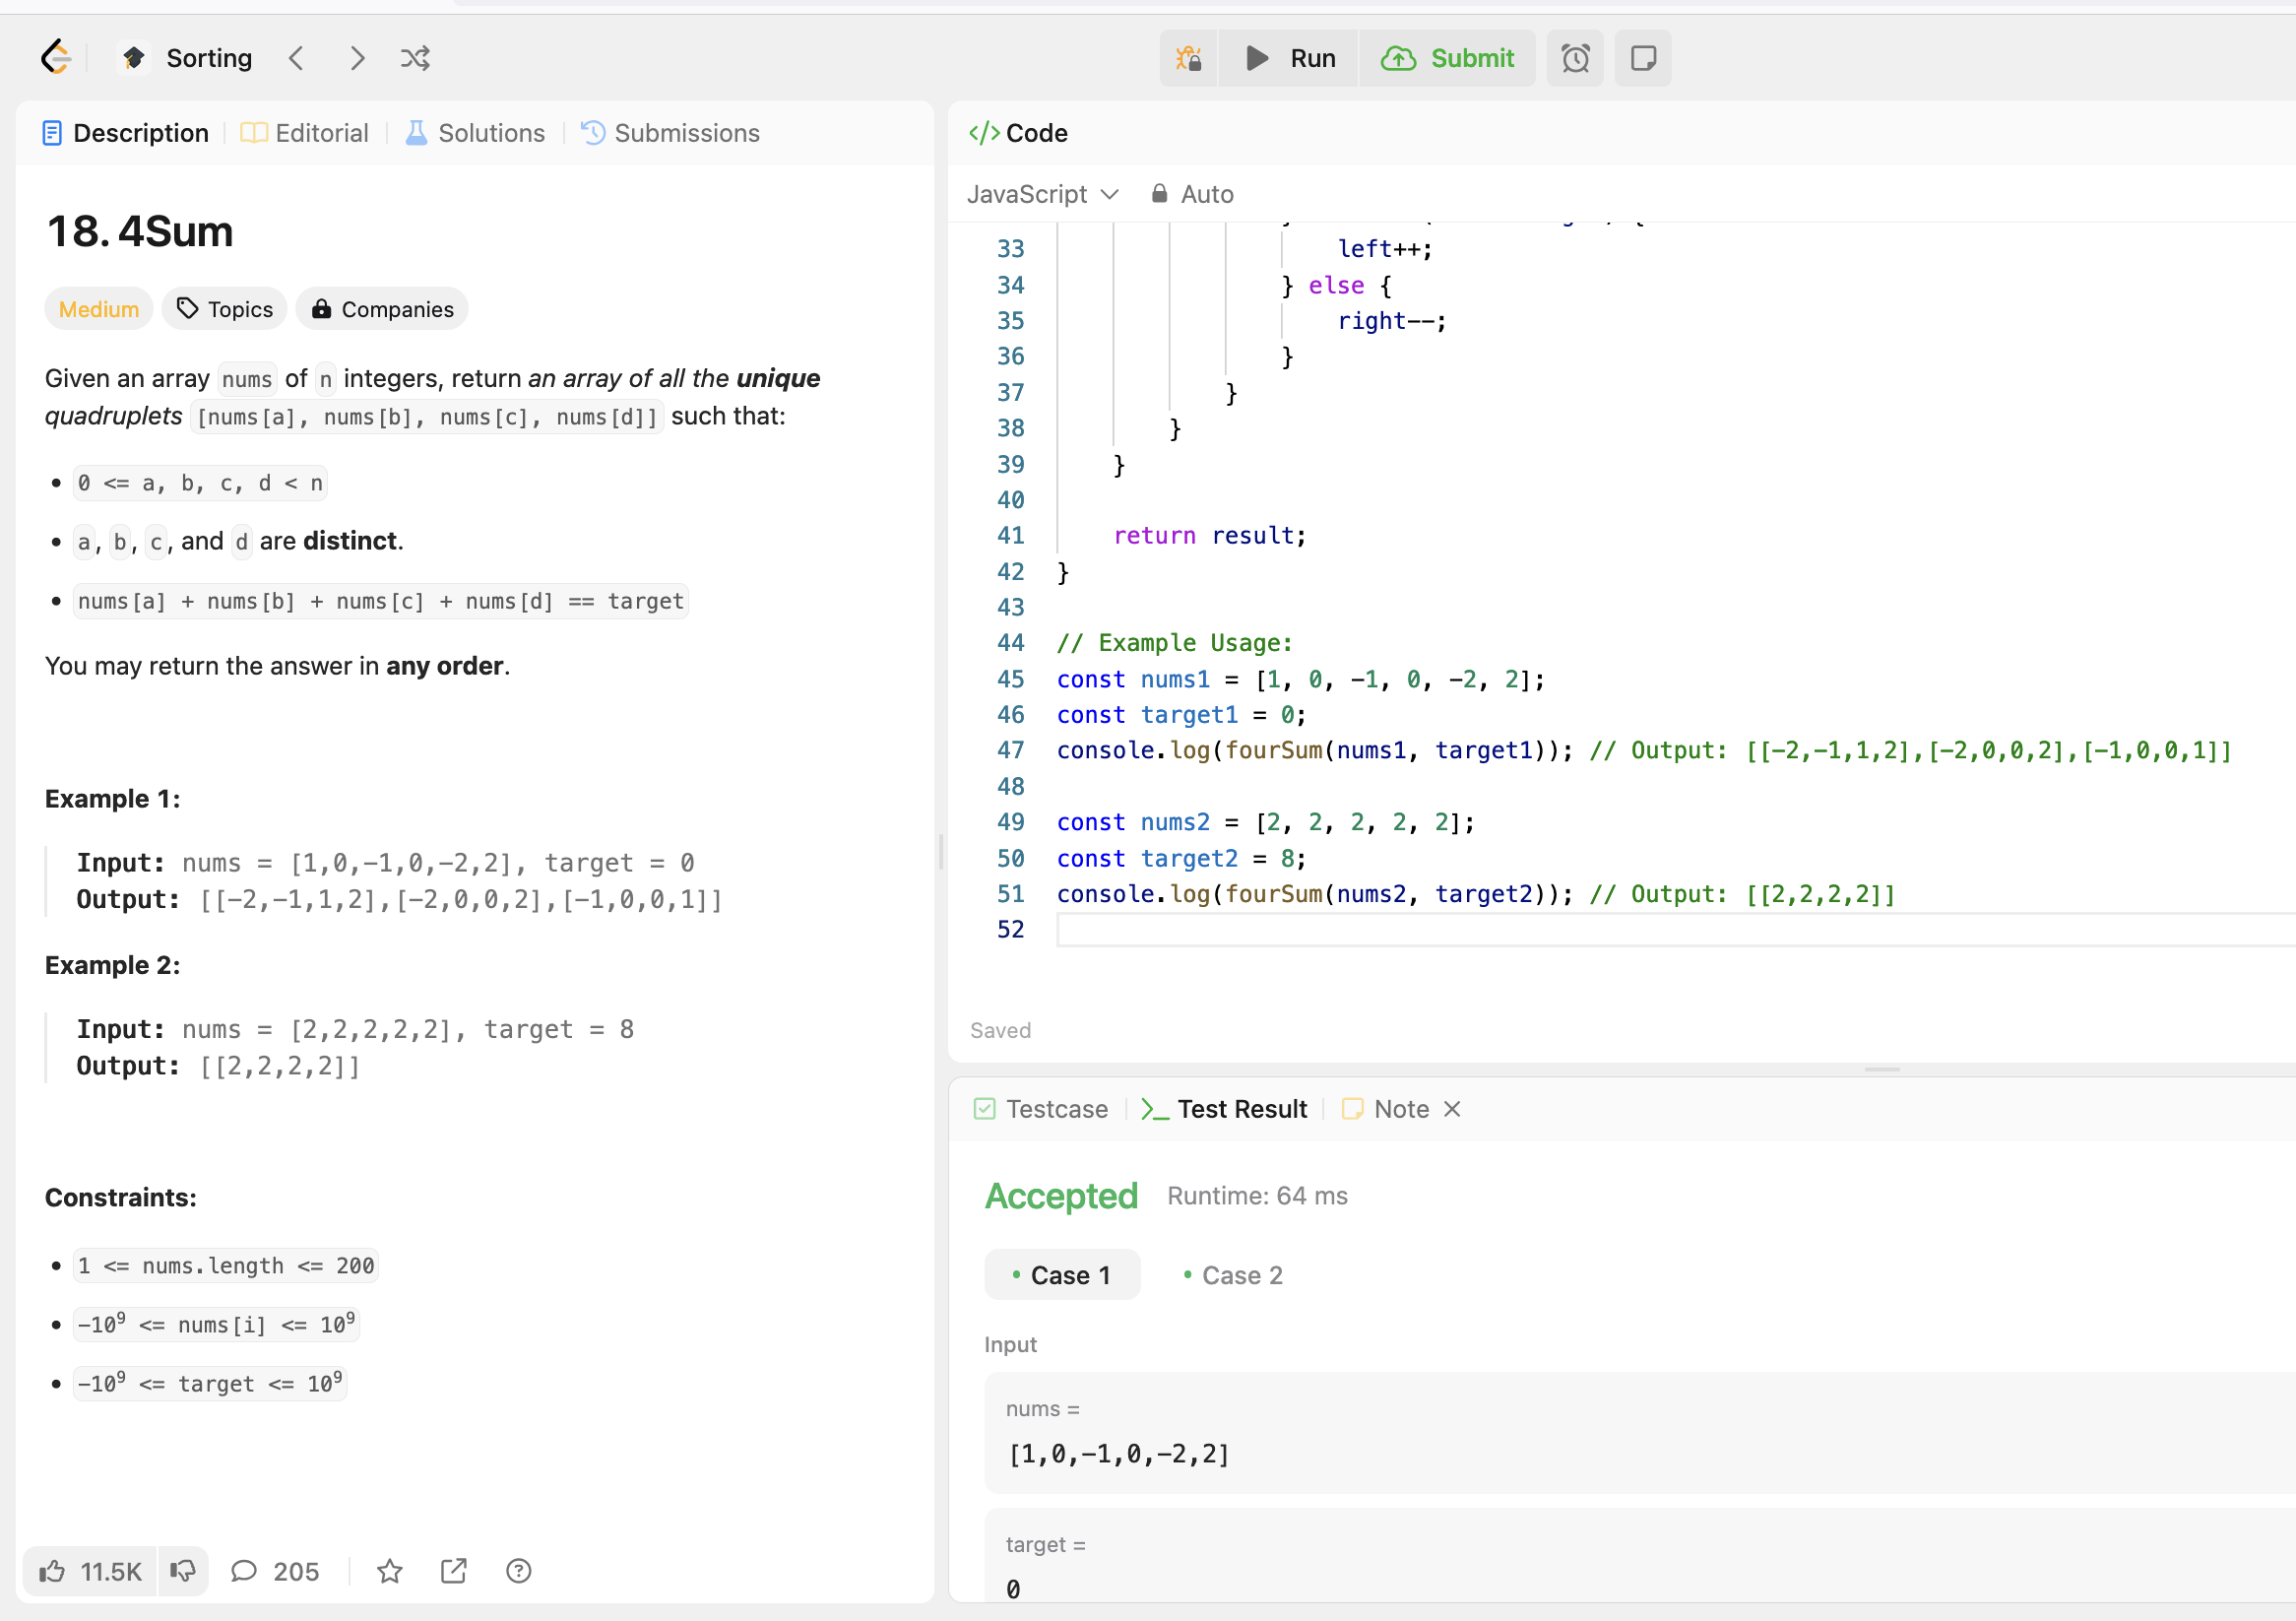 Sorting
Run
Submit
Description
Editorial
Solutions
Submissions
18. 4Sum
Medium
Topics
Companies
Given an array nums of n integers, return an array of all the unique
quadruplets [nums[a], nums[b], nums[c], nums[d]] such that:
• 0 <= a, b, c, d < n
• a, b, c, and d are distinct.
• nums[a] + nums[b] + nums[c] + nums[d] == target
You may return the answer in any order.
Example 1:
Input: nums = [1,0,-1,0,-2,2], target = 0
Output: [[-2,-1,1,2],[-2,0,0,2],[-1,0,0,1]]
Example 2:
Input: nums = [2,2,2,2,2], target = 8
Output: [[2,2,2,2]]
Constraints:
• 1 <= nums.length <= 200
• -10⁹ <= nums[i] <= 10⁹
• -10⁹ <= target <= 10⁹
11.5K
205
</> Code
JavaScript
Auto
33 left++;
34 } else {
35 right--;
36 }
37 }
38 }
39 }
40
41 return result;
42 }
43
44 // Example Usage:
45 const nums1 = [1, 0, -1, 0, -2, 2];
46 const target1 = 0;
47 console.log(fourSum(nums1, target1)); // Output: [[-2,-1,1,2],[-2,0,0,2],[-1,0,0,1]]
48
49 const nums2 = [2, 2, 2, 2, 2];
50 const target2 = 8;
51 console.log(fourSum(nums2, target2)); // Output: [[2,2,2,2]]
52
Saved
Testcase
Test Result
Note
Accepted
Runtime: 64 ms
• Case 1
• Case 2
Input
nums =
[1,0,-1,0,-2,2]
target =
0